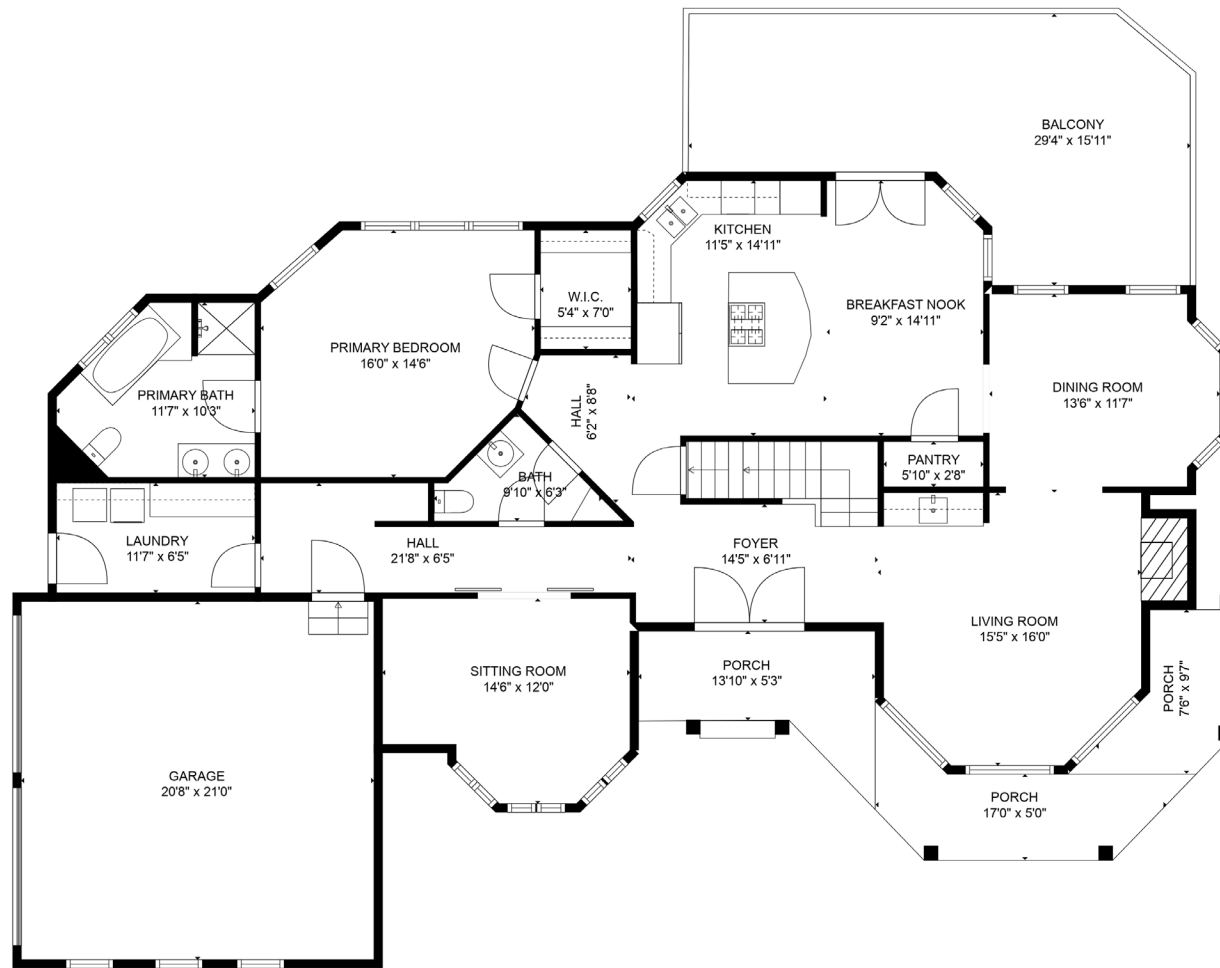 BALCONY
29'4" x 15'11"
KITCHEN
11'5" x 14'11"
W.I.C.
5'4" x 7'0"
BREAKFAST NOOK
9'2" x 14'11"
PRIMARY BEDROOM
16'0" x 14'6"
PRIMARY BATH
11'7" x 10'3"
HALL
6'2" x 8'8"
DINING ROOM
13'6" x 11'7"
PANTRY
5'10" x 2'8"
BATH
9'10" x 6'3"
LAUNDRY
11'7" x 6'5"
HALL
21'8" x 6'5"
FOYER
14'5" x 6'11"
LIVING ROOM
15'5" x 16'0"
SITTING ROOM
14'6" x 12'0"
PORCH
13'10" x 5'3"
PORCH
7'6" x 9'7"
GARAGE
20'8" x 21'0"
PORCH
17'0" x 5'0"